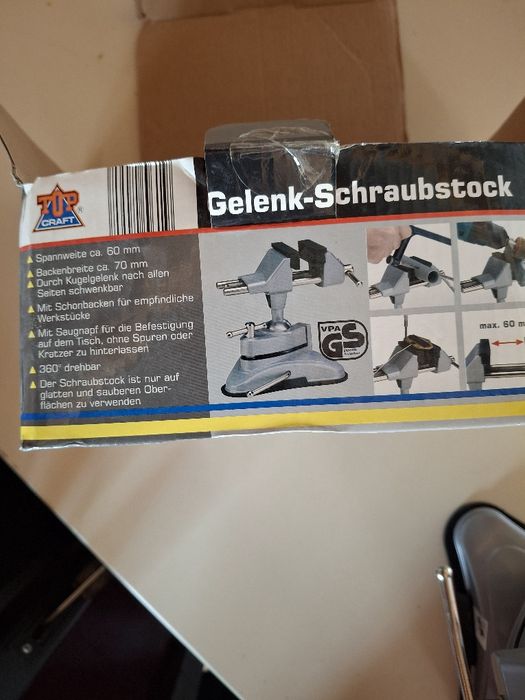 TOP
CRAFT
Gelenk-Schraubstock
Spannweite ca. 60 mm
Backenbreite ca. 70 mm
Durch Kugelgelenk nach allen
Seiten schwenkbar
Mit Schonbacken für empfindliche
Werkstücke
Mit Saugnapf für die Befestigung
auf dem Tisch, ohne Spuren oder
Kratzer zu hinterlassen
360° drehbar
Der Schraubstock ist nur auf
glatten und sauberen Ober-
flächen zu verwenden
VPA
GS
max. 60 m